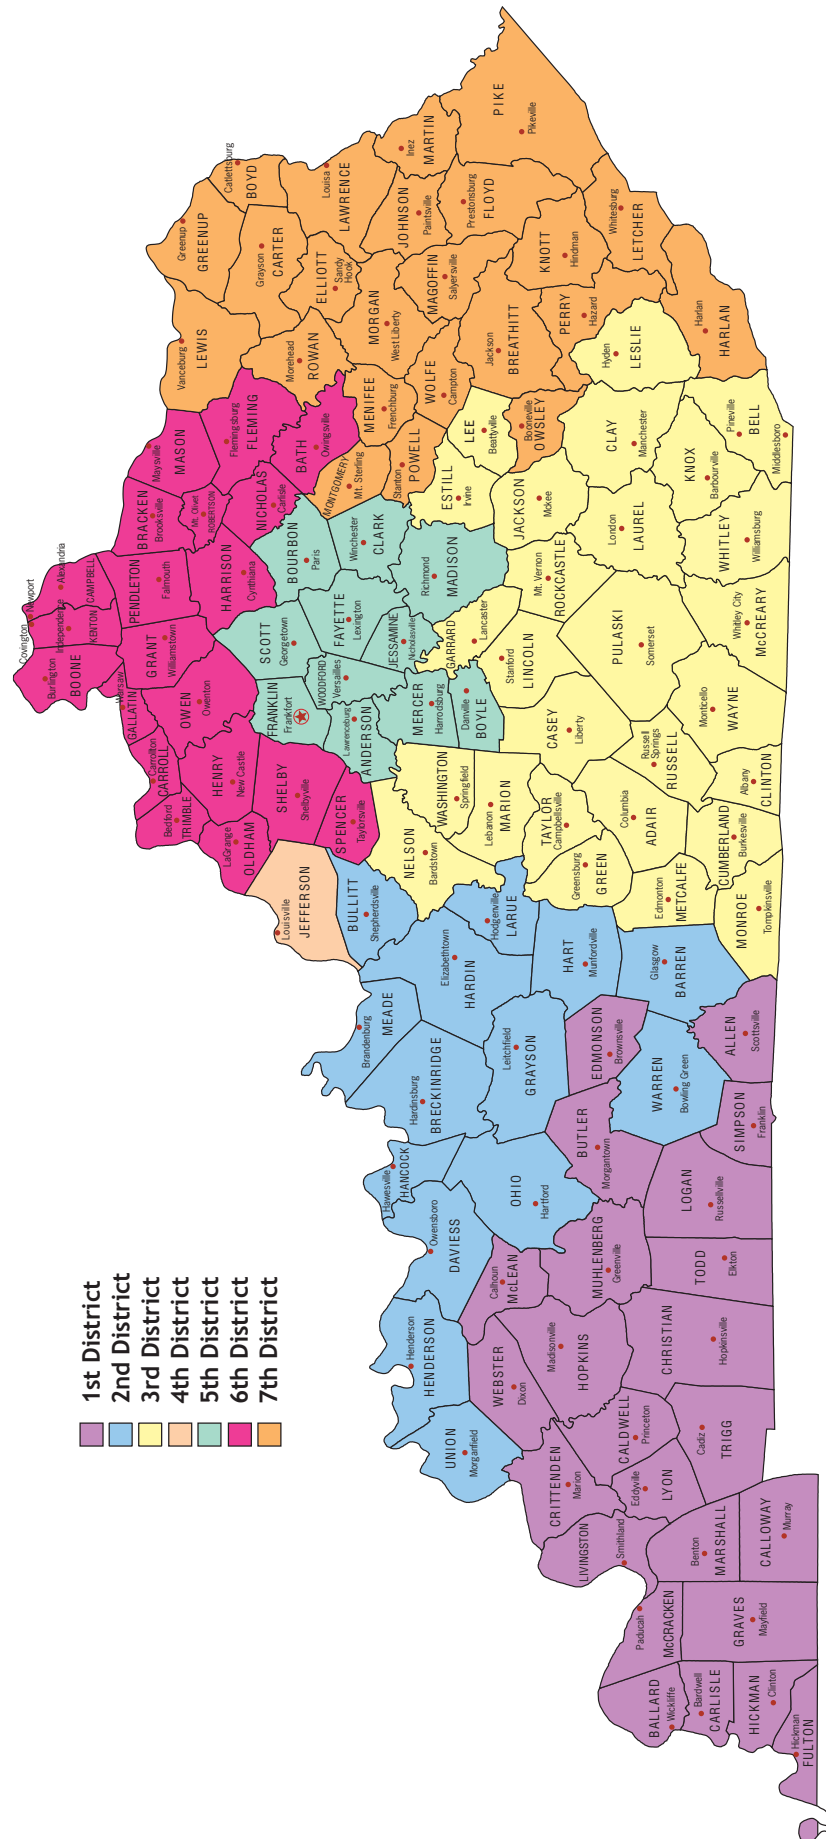 1st District
2nd District
3rd District
4th District
5th District
6th District
7th District
Covington
Newport
Burlington
BOONE
Independence
KENTON
Alexandria
CAMPBELL
Warsaw
GALLATIN
Williamstown
GRANT
PENDLETON
Falmouth
BRACKEN
Brooksville
Maysville
MASON
Mt. Olivet
ROBERTSON
Flemingsburg
FLEMING
Vanceburg
LEWIS
Greenup
GREENUP
Catlettsburg
BOYD
Grayson
CARTER
Louisa
LAWRENCE
ELLIOTT
Sandy
Hook
Morehead
ROWAN
BATH
Owingsville
NICHOLAS
Carlisle
HARRISON
Cynthiana
OWEN
Owenton
Carrollton
CARROLL
Bedford
TRIMBLE
HENRY
New Castle
LaGrange
OLDHAM
SHELBY
Shelbyville
FRANKLIN
Frankfort
SCOTT
Georgetown
BOURBON
Paris
MONTGOMERY
Mt. Sterling
MENIFEE
Frenchburg
MORGAN
West Liberty
JOHNSON
Paintsville
Inez
MARTIN
Louisville
JEFFERSON
SPENCER
Taylorsville
Lawrenceburg
ANDERSON
WOODFORD
Versailles
FAYETTE
Lexington
Winchester
CLARK
Stanton
POWELL
WOLFE
Campton
MAGOFFIN
Salyersville
Prestonsburg
FLOYD
PIKE
Pikeville
BULLITT
Shepherdsville
NELSON
Bardstown
WASHINGTON
Springfield
MERCER
Harrodsburg
JESSAMINE
Nicholasville
Richmond
MADISON
ESTILL
Irvine
LEE
Beattyville
Jackson
BREATHITT
KNOTT
Hindman
Danville
BOYLE
GARRARD
Lancaster
Stanford
LINCOLN
Mt. Vernon
ROCKCASTLE
JACKSON
McKee
Booneville
OWSLEY
PERRY
Hazard
Whitesburg
LETCHER
Brandenburg
MEADE
Elizabethtown
HARDIN
Hodgenville
LARUE
Lebanon
MARION
CASEY
Liberty
PULASKI
Somerset
London
LAUREL
CLAY
Manchester
Hyden
LESLIE
Harlan
HARLAN
Hardinsburg
BRECKINRIDGE
Leitchfield
GRAYSON
HART
Munfordville
Greensburg
GREEN
TAYLOR
Campbellsville
Columbia
ADAIR
Russell
Springs
RUSSELL
KNOX
Barbourville
Pineville
BELL
Middlesboro
WHITLEY
Williamsburg
Whitley City
McCREARY
Monticello
WAYNE
Albany
CLINTON
CUMBERLAND
Burkesville
Edmonton
METCALFE
MONROE
Tompkinsville
Glasgow
BARREN
EDMONSON
Brownsville
WARREN
Bowling Green
ALLEN
Scottsville
SIMPSON
Franklin
LOGAN
Russellville
BUTLER
Morgantown
OHIO
Hartford
Hawesville
HANCOCK
Owensboro
DAVIESS
Calhoun
McLEAN
MUHLENBERG
Greenville
TODD
Elkton
Henderson
HENDERSON
WEBSTER
Dixon
Madisonville
HOPKINS
CHRISTIAN
Hopkinsville
UNION
Morganfield
CRITTENDEN
Marion
CALDWELL
Princeton
Cadiz
TRIGG
Eddyville
LYON
LIVINGSTON
Smithland
Benton
MARSHALL
CALLOWAY
Murray
Paducah
McCRACKEN
GRAVES
Mayfield
BALLARD
Wickliffe
Bardwell
CARLISLE
HICKMAN
Clinton
Hickman
FULTON